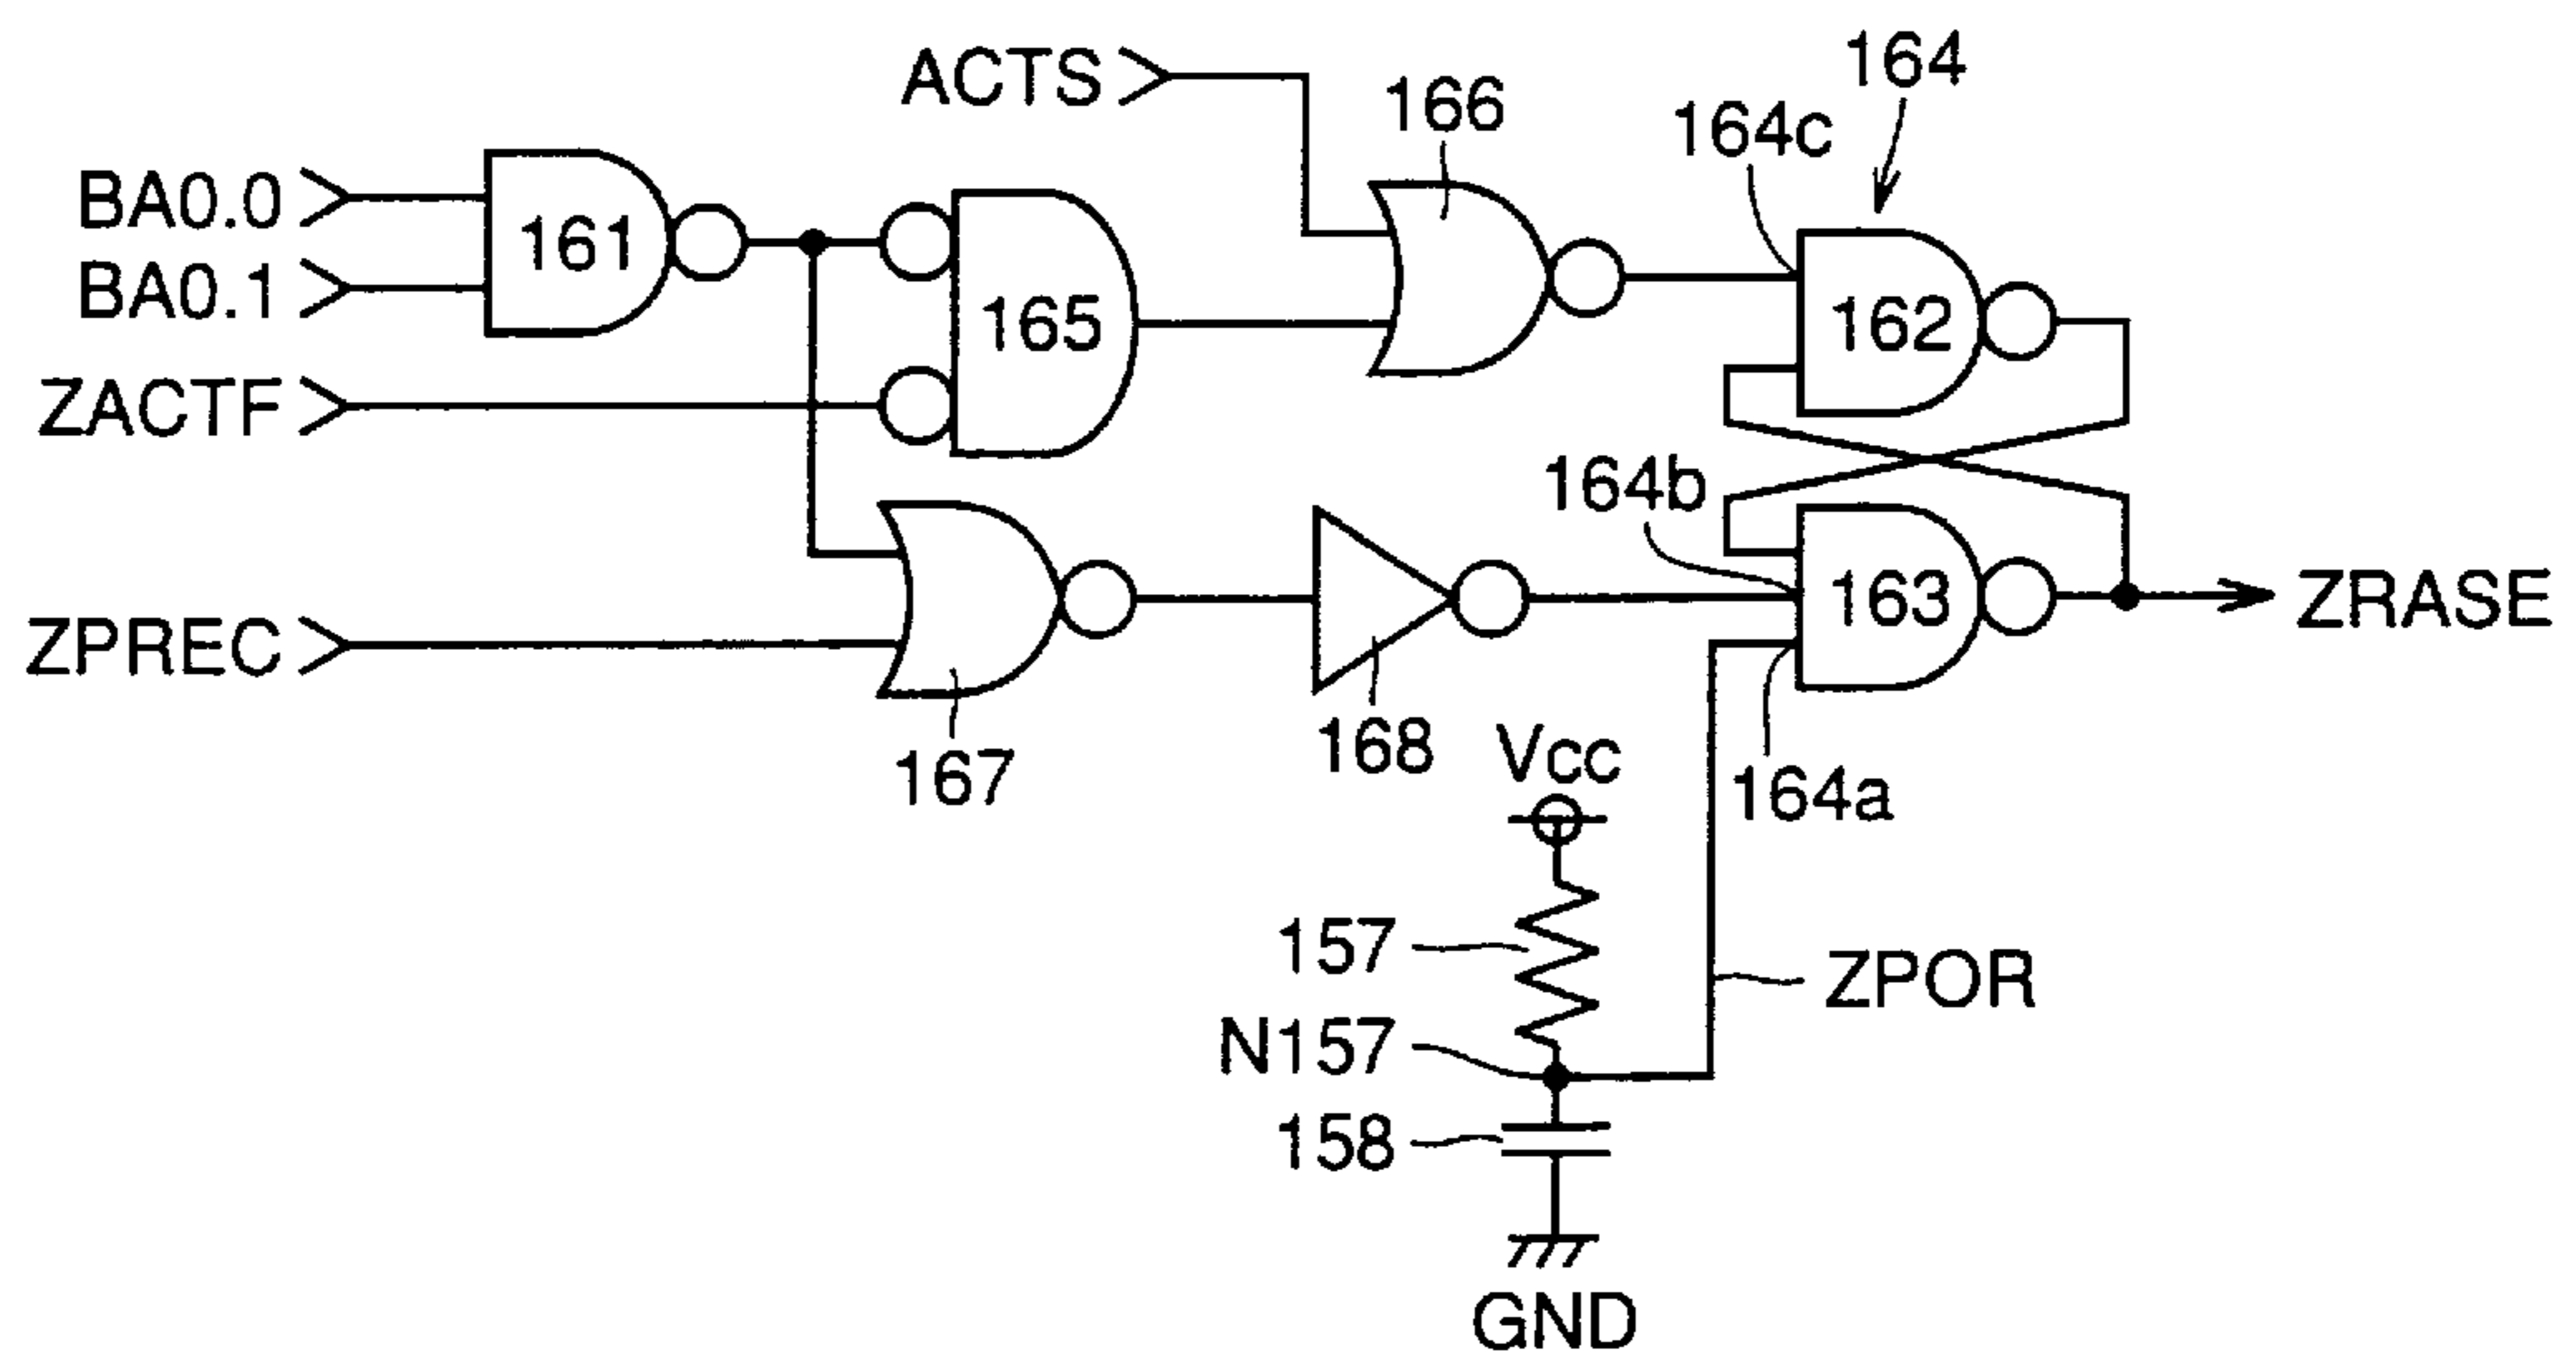 ACTS
164
166
164c
BA0.0
161
BA0.1
165
162
ZACTF
164b
163
ZRASE
ZPREC
168
167
VCC
164a
157
ZPOR
N157
158
GND